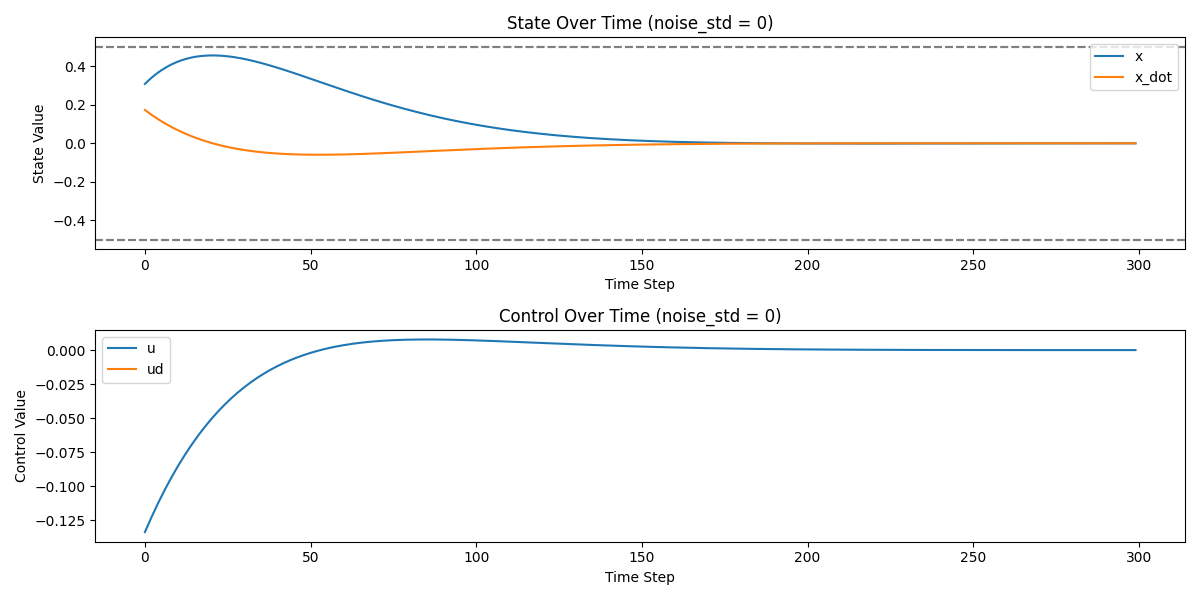 State Over Time (noise_std = 0)
x
x_dot
0.4
0.2
0.0
−0.2
−0.4
State Value
0 50 100 150 200 250 300
Time Step
Control Over Time (noise_std = 0)
u
ud
0.000
−0.025
−0.050
−0.075
−0.100
−0.125
Control Value
0 50 100 150 200 250 300
Time Step